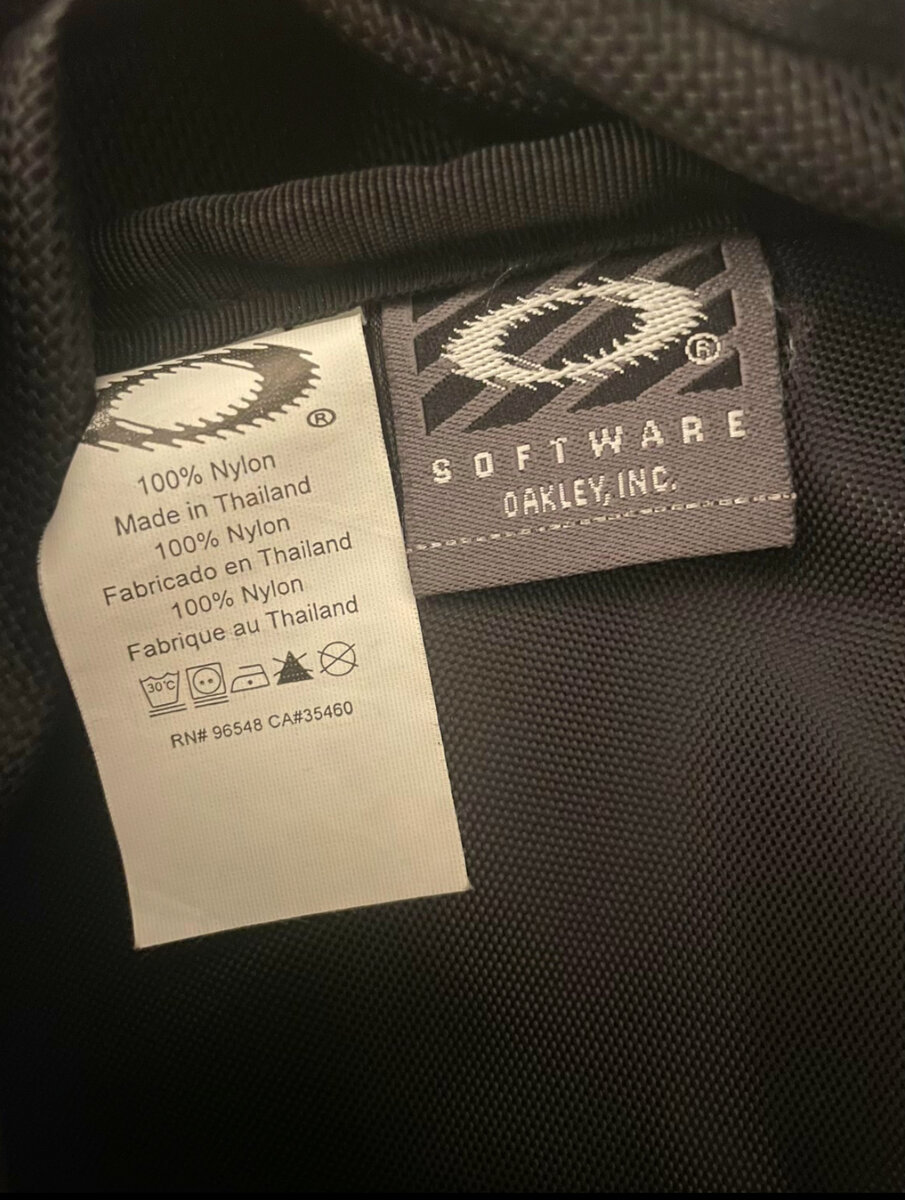 ®
100% Nylon
Made in Thailand
100% Nylon
Fabricado en Thailand
100% Nylon
Fabrique au Thailand
30°C
RN# 96548 CA#35460
®
SOFTWARE
OAKLEY, INC.